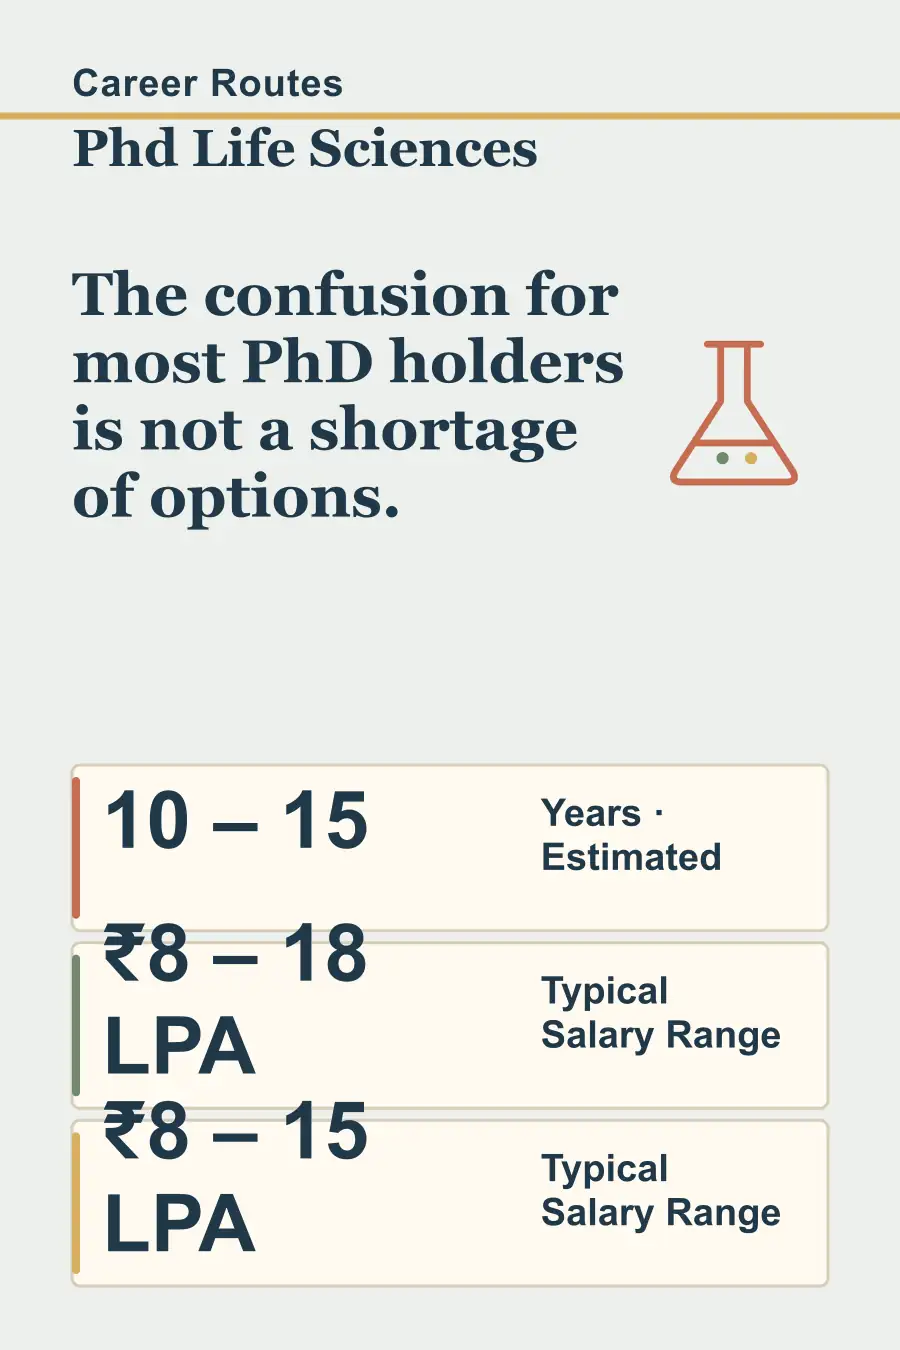 Career Routes
Phd Life Sciences
The confusion for
most PhD holders
is not a shortage
of options.
10 – 15
Years ·
Estimated
₹8 – 18
LPA
Typical
Salary Range
₹8 – 15
LPA
Typical
Salary Range